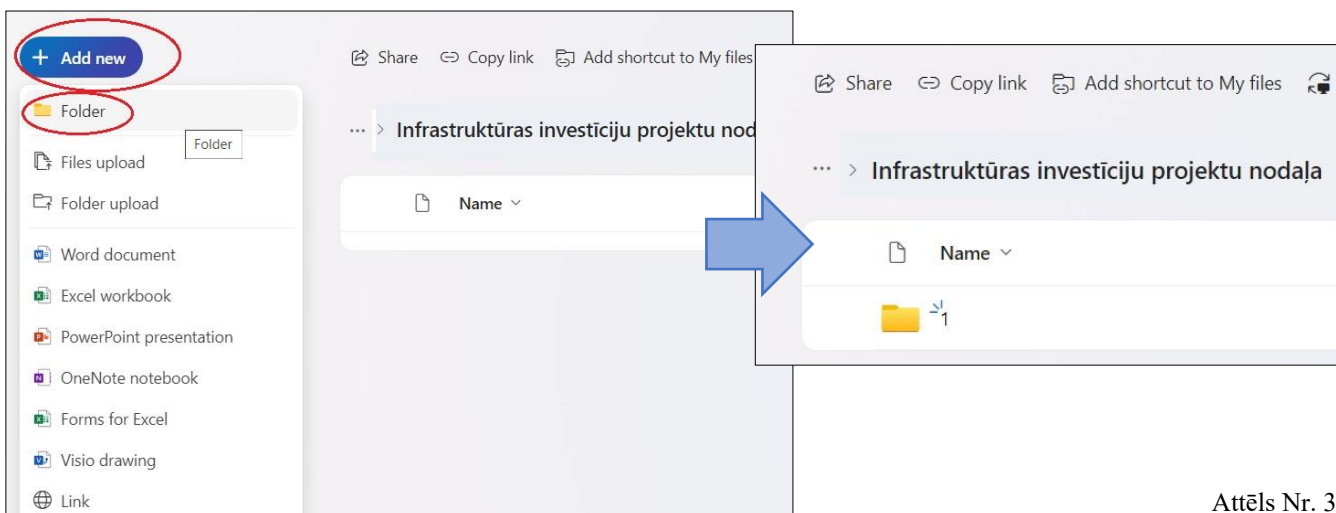 + Add new
Folder
Folder
Files upload
Folder upload
Word document
Excel workbook
PowerPoint presentation
OneNote notebook
Forms for Excel
Visio drawing
Link
Share Copy link Add shortcut to My files
··· > Infrastruktūras investīciju projektu nod
Name
Share Copy link Add shortcut to My files
··· > Infrastruktūras investīciju projektu nodaļa
Name
1
Attēls Nr. 3